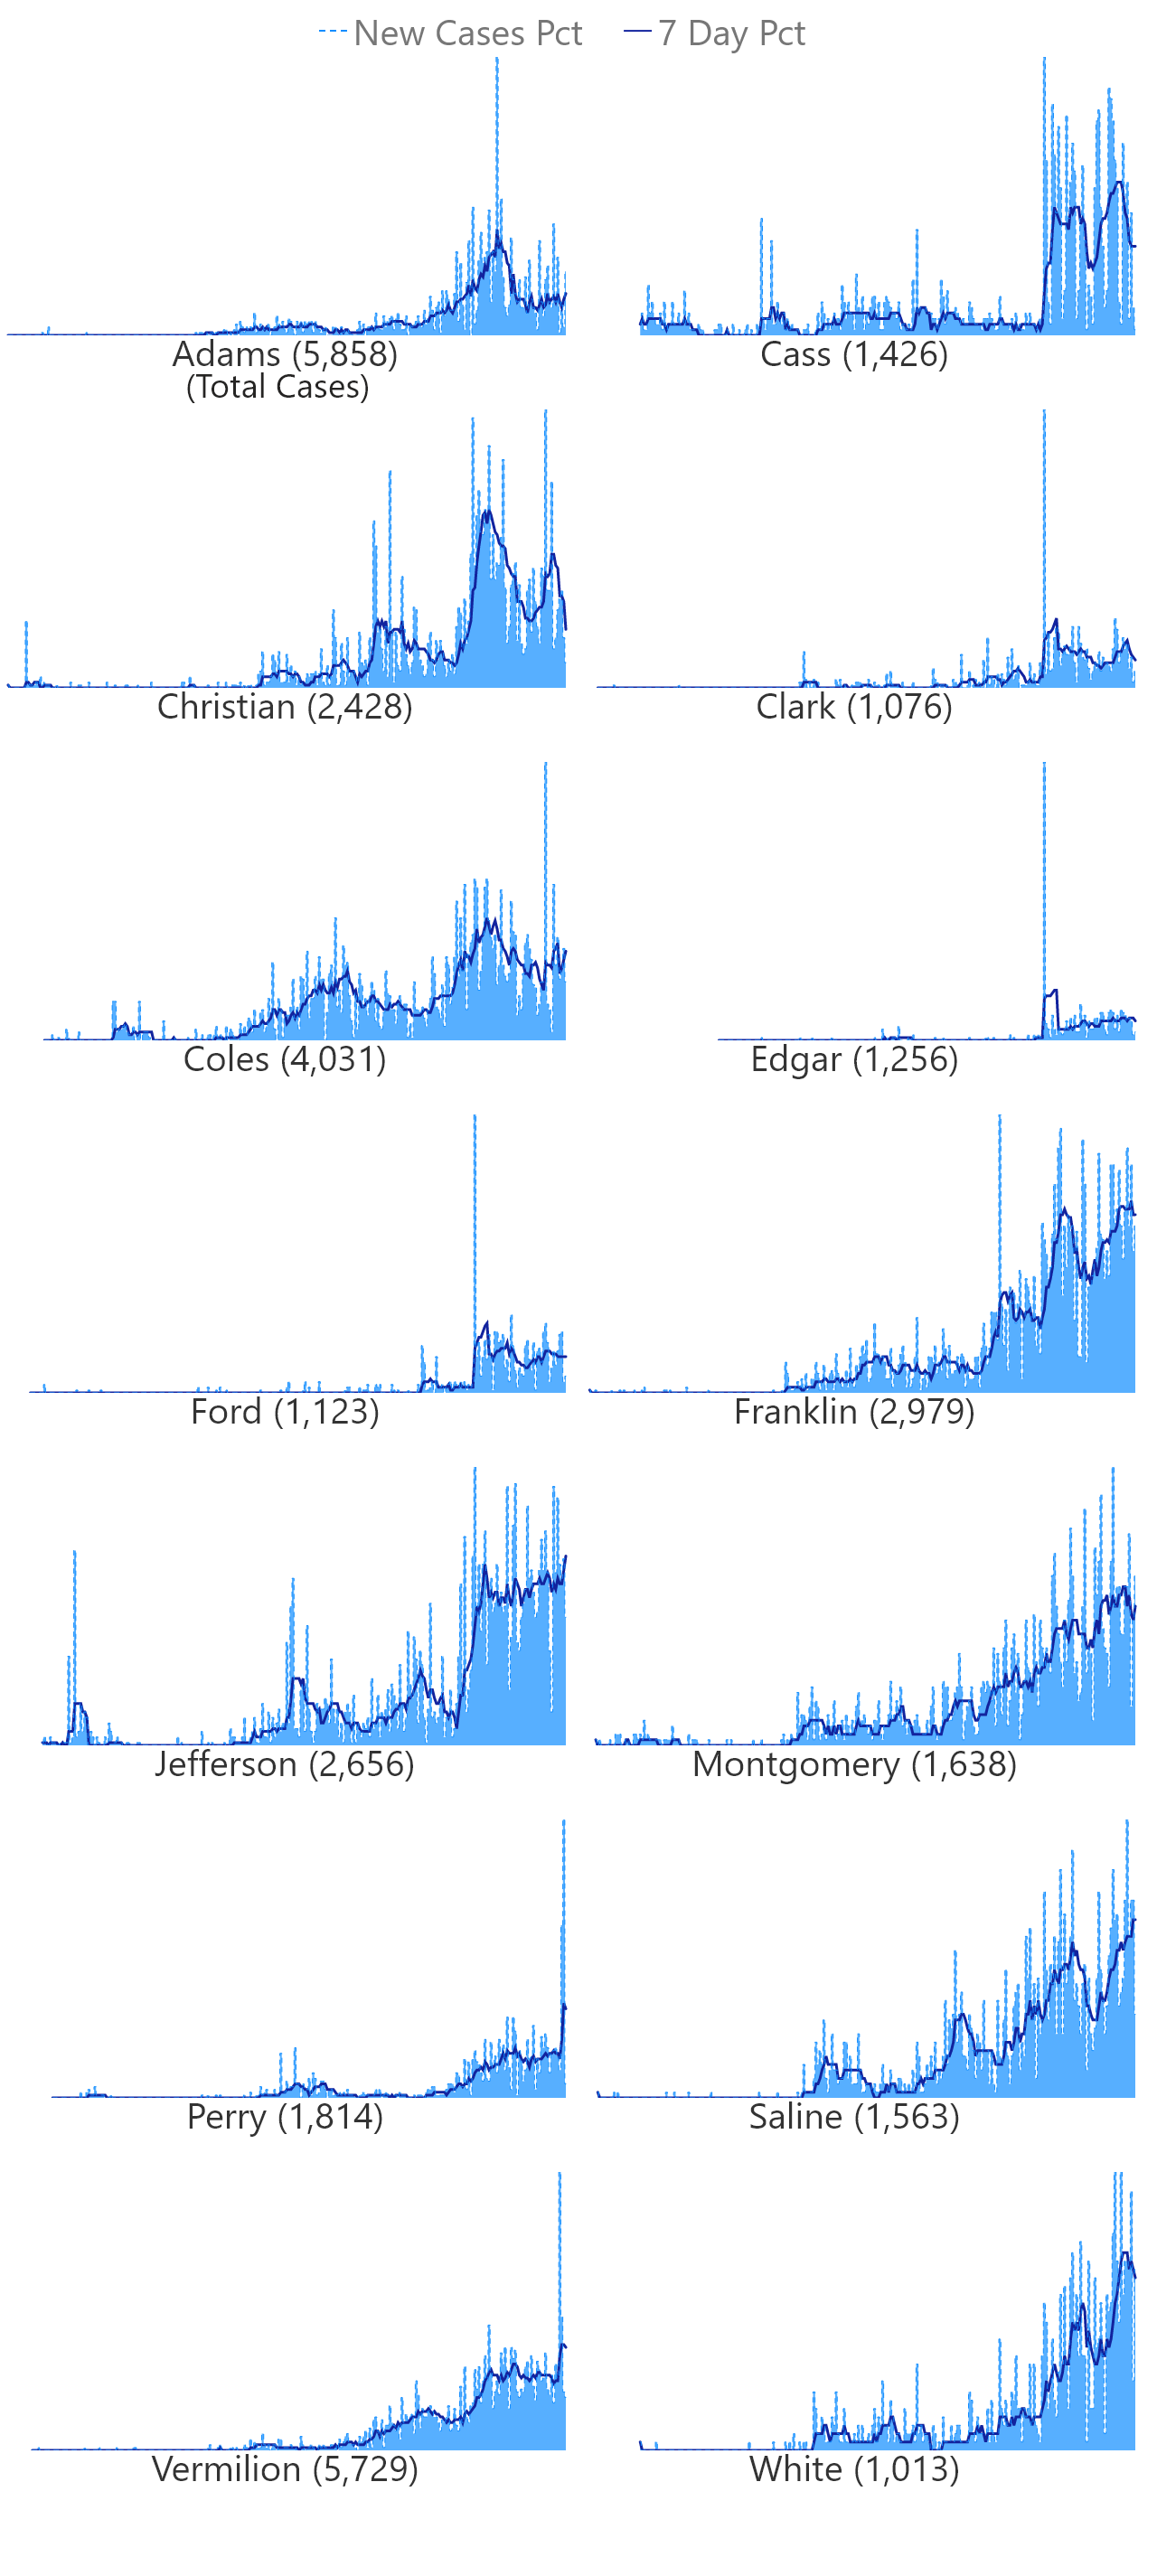 New Cases Pct 7 Day Pct
Adams (5,858)
(Total Cases)
Cass (1,426)
Christian (2,428)
Clark (1,076)
Coles (4,031)
Edgar (1,256)
Ford (1,123)
Franklin (2,979)
Jefferson (2,656)
Montgomery (1,638)
Perry (1,814)
Saline (1,563)
Vermilion (5,729)
White (1,013)